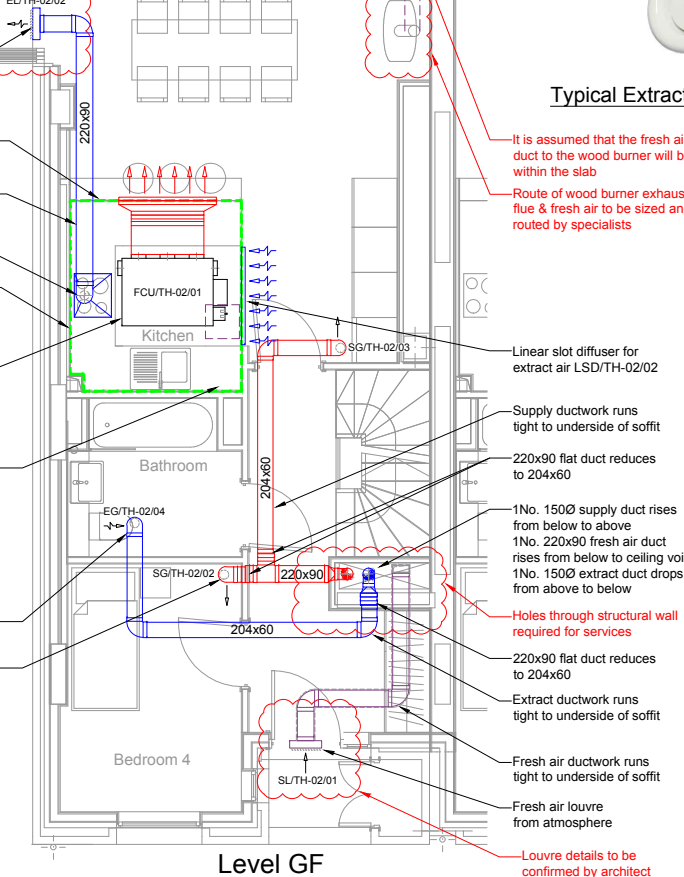 EL/TH-02/02
220x90
Typical Extract
It is assumed that the fresh air
duct to the wood burner will be
within the slab
Route of wood burner exhaust
flue & fresh air to be sized and
routed by specialists
FCU/TH-02/01
Kitchen
SG/TH-02/03
Linear slot diffuser for
extract air LSD/TH-02/02
Supply ductwork runs
tight to underside of soffit
Bathroom
204x60
220x90 flat duct reduces
to 204x60
EG/TH-02/04
1No. 150Ø supply duct rises
from below to above
1No. 220x90 fresh air duct
rises from below to ceiling voi
1No. 150Ø extract duct drops
from above to below
SG/TH-02/02
220x90
Holes through structural wall
required for services
204x60
220x90 flat duct reduces
to 204x60
Extract ductwork runs
tight to underside of soffit
Bedroom 4
Fresh air ductwork runs
tight to underside of soffit
SL/TH-02/01
Fresh air louvre
from atmosphere
Level GF
Louvre details to be
confirmed by architect